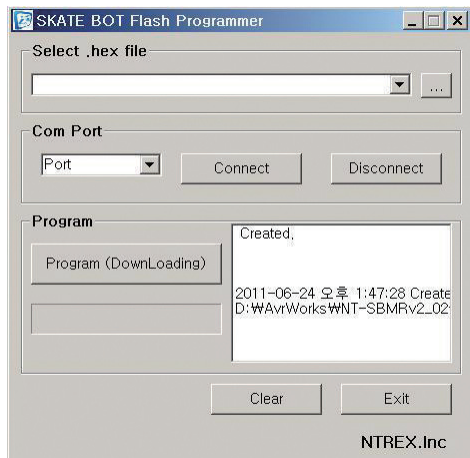 SKATE BOT Flash Programmer
Select .hex file
...
Com Port
Port
Connect
Disconnect
Program
Program (DownLoading)
Created,
2011-06-24 오후 1:47:28 Create
D:₩AvrWorks₩NT-SBMRv2_02
Clear
Exit
NTREX.Inc